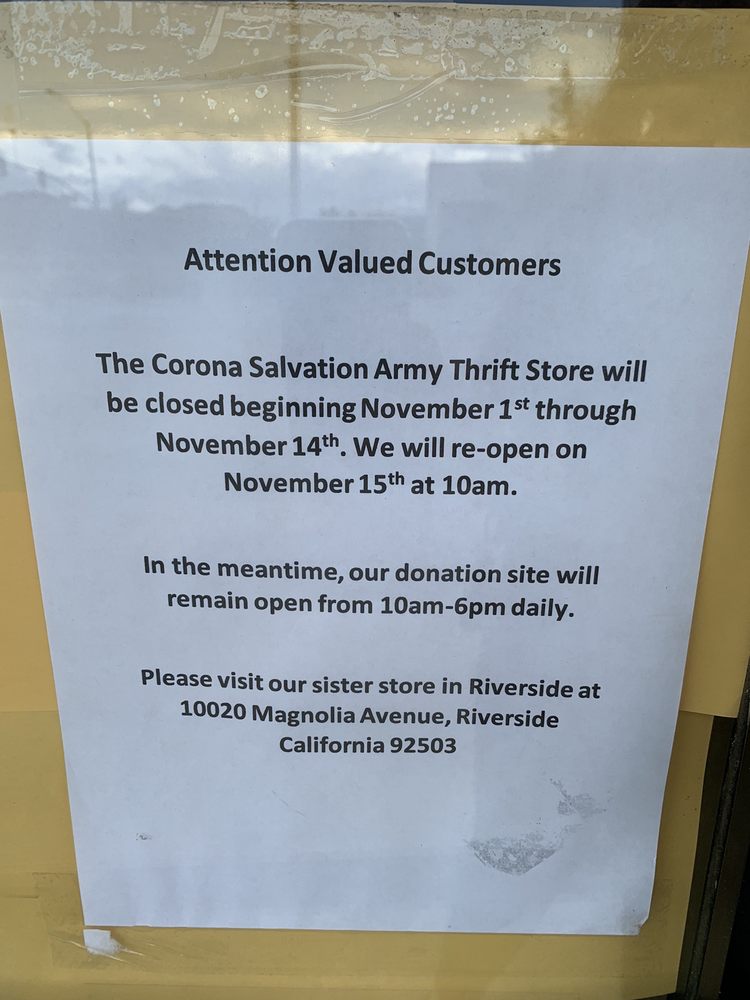 Attention Valued Customers
The Corona Salvation Army Thrift Store will
be closed beginning November 1st through
November 14th. We will re-open on
November 15th at 10am.
In the meantime, our donation site will
remain open from 10am-6pm daily.
Please visit our sister store in Riverside at
10020 Magnolia Avenue, Riverside
California 92503